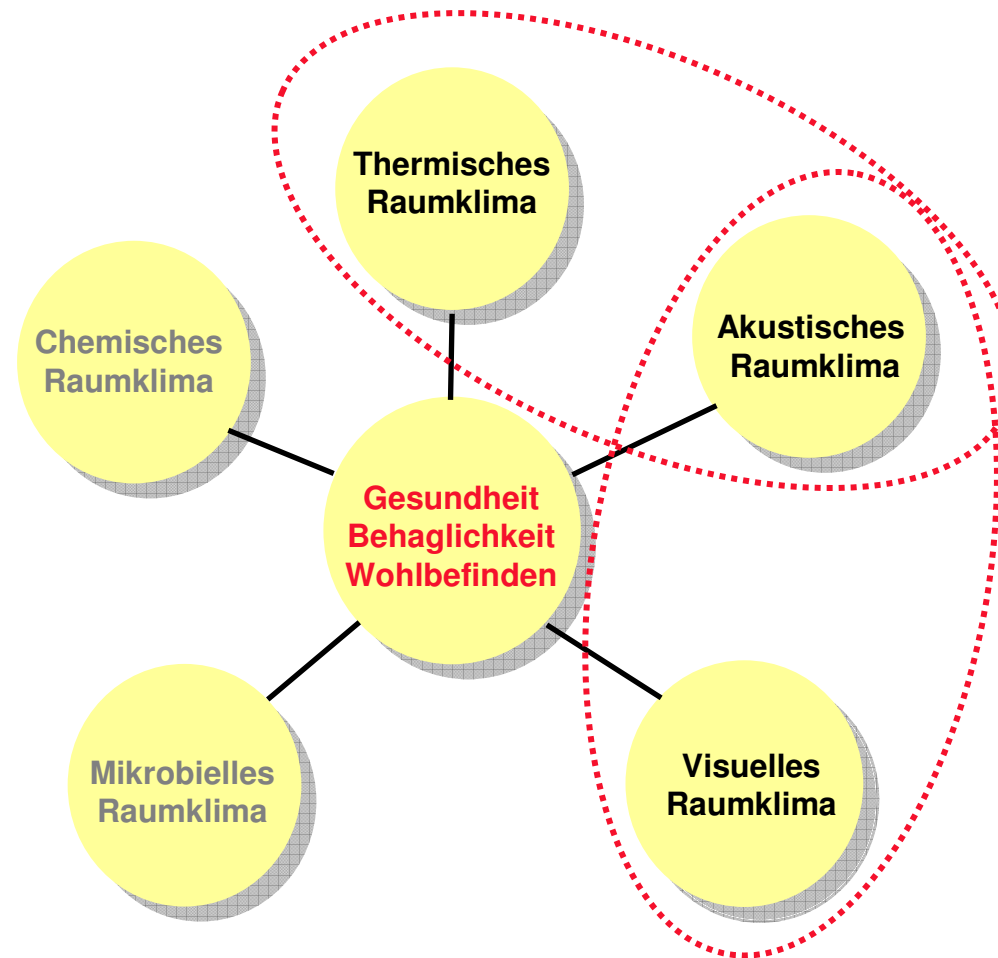 Thermisches
Raumklima
Akustisches
Raumklima
Chemisches
Raumklima
Gesundheit
Behaglichkeit
Wohlbefinden
Mikrobielles
Raumklima
Visuelles
Raumklima